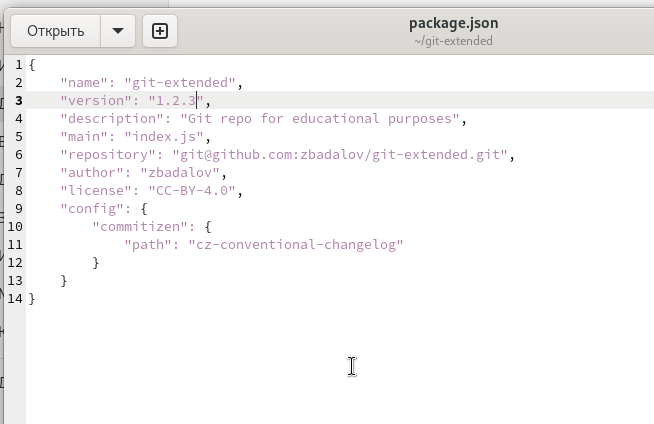 Открыть
package.json
~/git-extended
1 {
2 "name": "git-extended",
3 "version": "1.2.3",
4 "description": "Git repo for educational purposes",
5 "main": "index.js",
6 "repository": "git@github.com:zbadalov/git-extended.git",
7 "author": "zbadalov",
8 "license": "CC-BY-4.0",
9 "config": {
10 "commitizen": {
11 "path": "cz-conventional-changelog"
12 }
13 }
14 }